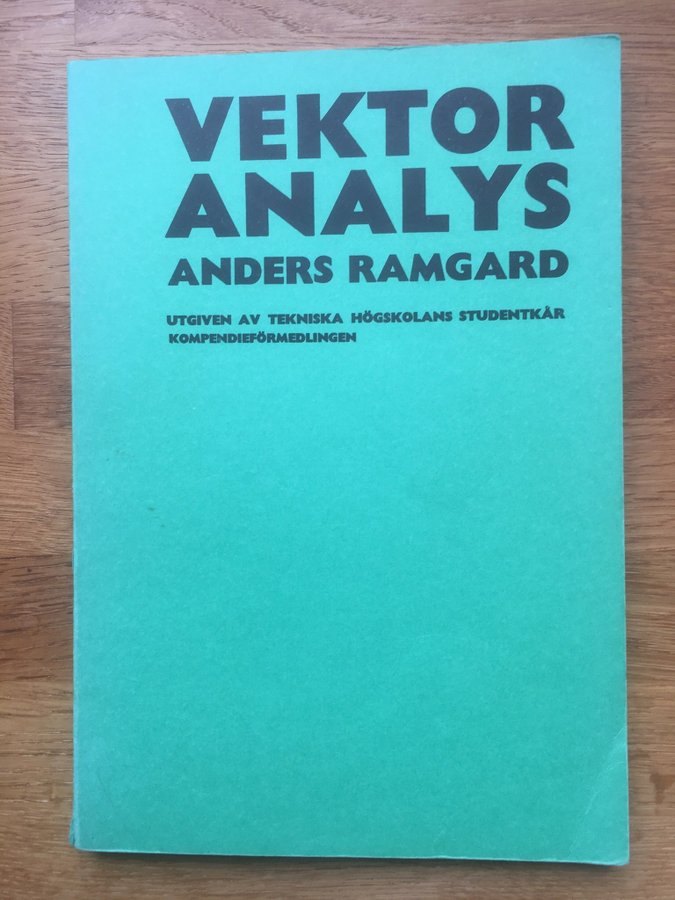 VEKTOR
ANALYS
ANDERS RAMGARD
UTGIVEN AV TEKNISKA HÖGSKOLANS STUDENTKÅR
KOMPENDIEFÖRMEDLINGEN